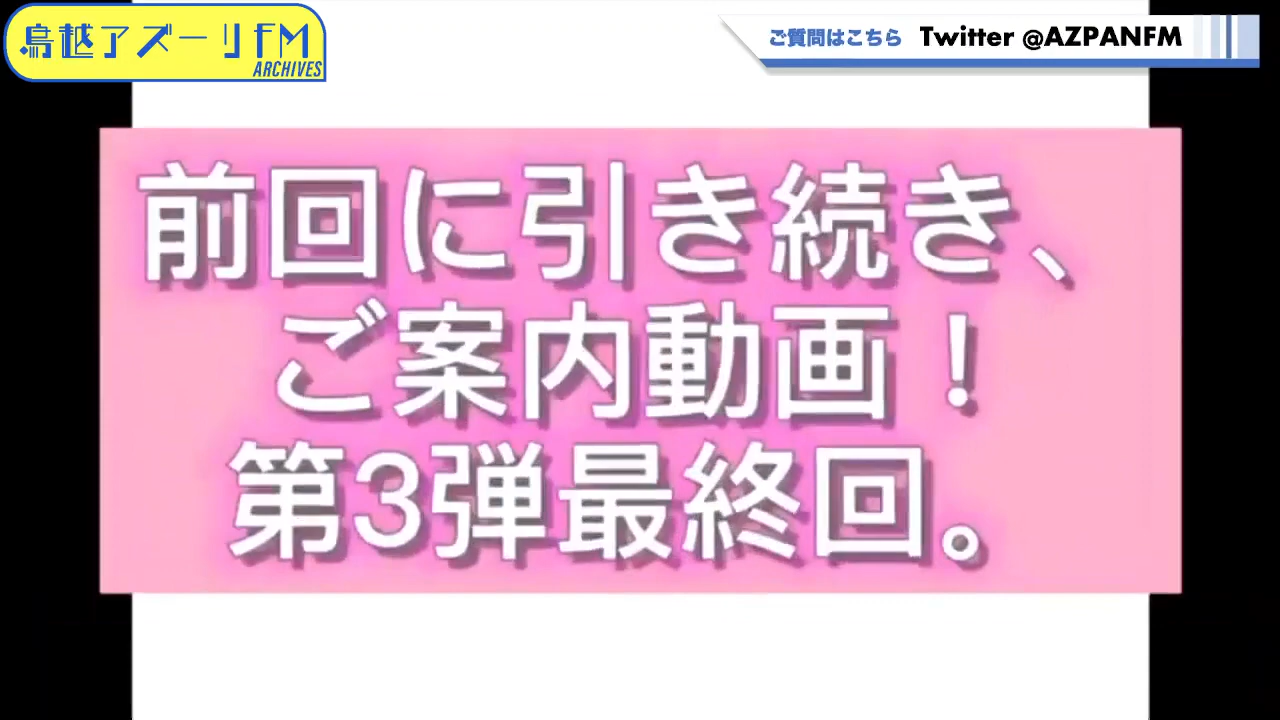 鳥越アズーリFM
ARCHIVES
ご質問はこちら Twitter @AZPANFM
前回に引き続き、
ご案内動画！
第3弾最終回。